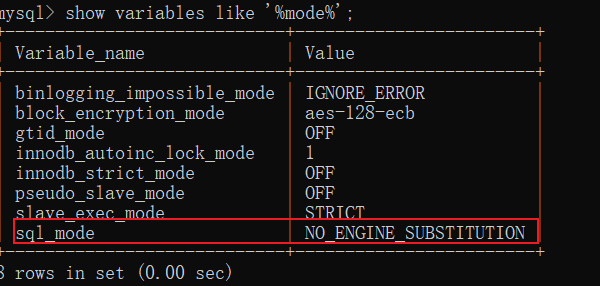 mysql> show variables like '%mode%';
+--------------------------+------------------------+
| Variable_name | Value |
+--------------------------+------------------------+
| binlogging_impossible_mode | IGNORE_ERROR |
| block_encryption_mode | aes-128-ecb |
| gtid_mode | OFF |
| innodb_autoinc_lock_mode | 1 |
| innodb_strict_mode | OFF |
| pseudo_slave_mode | OFF |
| slave_exec_mode | STRICT |
| sql_mode | NO_ENGINE_SUBSTITUTION |
+--------------------------+------------------------+
8 rows in set (0.00 sec)